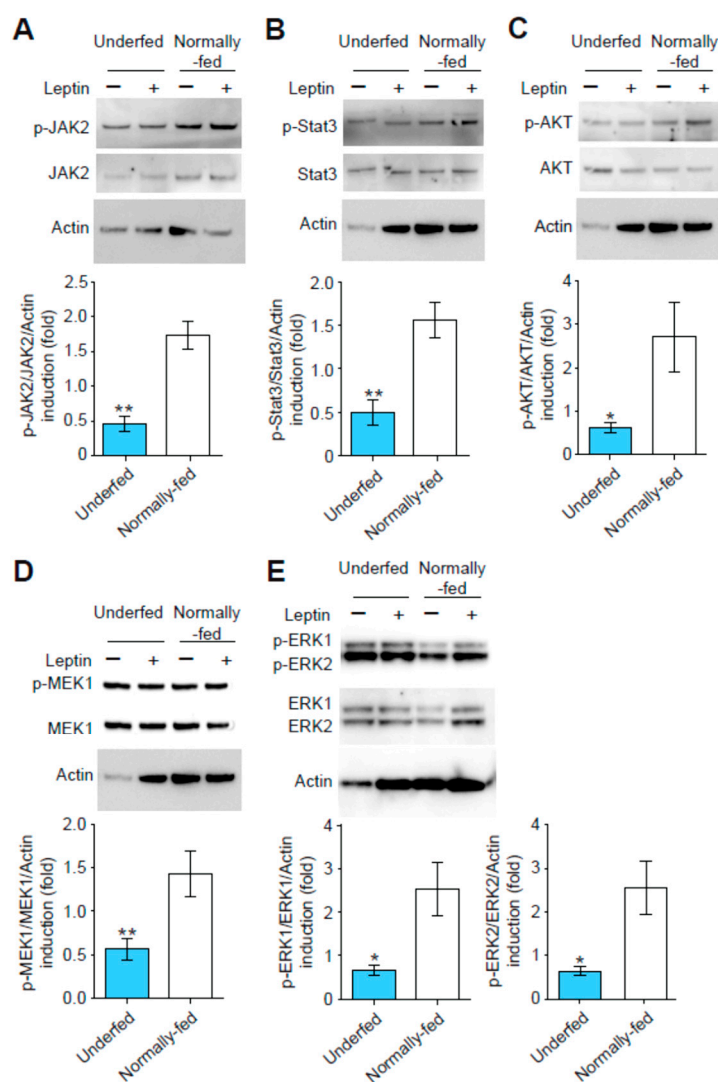 A
Underfed
Normally
-fed
Leptin − + − +
p-JAK2
JAK2
Actin
p-JAK2/JAK2/Actin
induction (fold)
2.5
2.0
1.5
1.0
0.5
0
**
Underfed
Normally-fed
B
Underfed
Normally
-fed
Leptin − + − +
p-Stat3
Stat3
Actin
p-Stat3/Stat3/Actin
induction (fold)
2.0
1.5
1.0
0.5
0
**
Underfed
Normally-fed
C
Underfed
Normally
-fed
Leptin − + − +
p-AKT
AKT
Actin
p-AKT/AKT/Actin
induction (fold)
4
3
2
1
0
*
Underfed
Normally-fed
D
Underfed
Normally
-fed
Leptin − + − +
p-MEK1
MEK1
Actin
p-MEK1/MEK1/Actin
induction (fold)
2.0
1.5
1.0
0.5
0.0
**
Underfed
Normally-fed
E
Underfed
Normally
-fed
Leptin − + − +
p-ERK1
p-ERK2
ERK1
ERK2
Actin
p-ERK1/ERK1/Actin
induction (fold)
4
3
2
1
0
*
Underfed
Normally-fed
p-ERK2/ERK2/Actin
induction (fold)
4
3
2
1
0
*
Underfed
Normally-fed